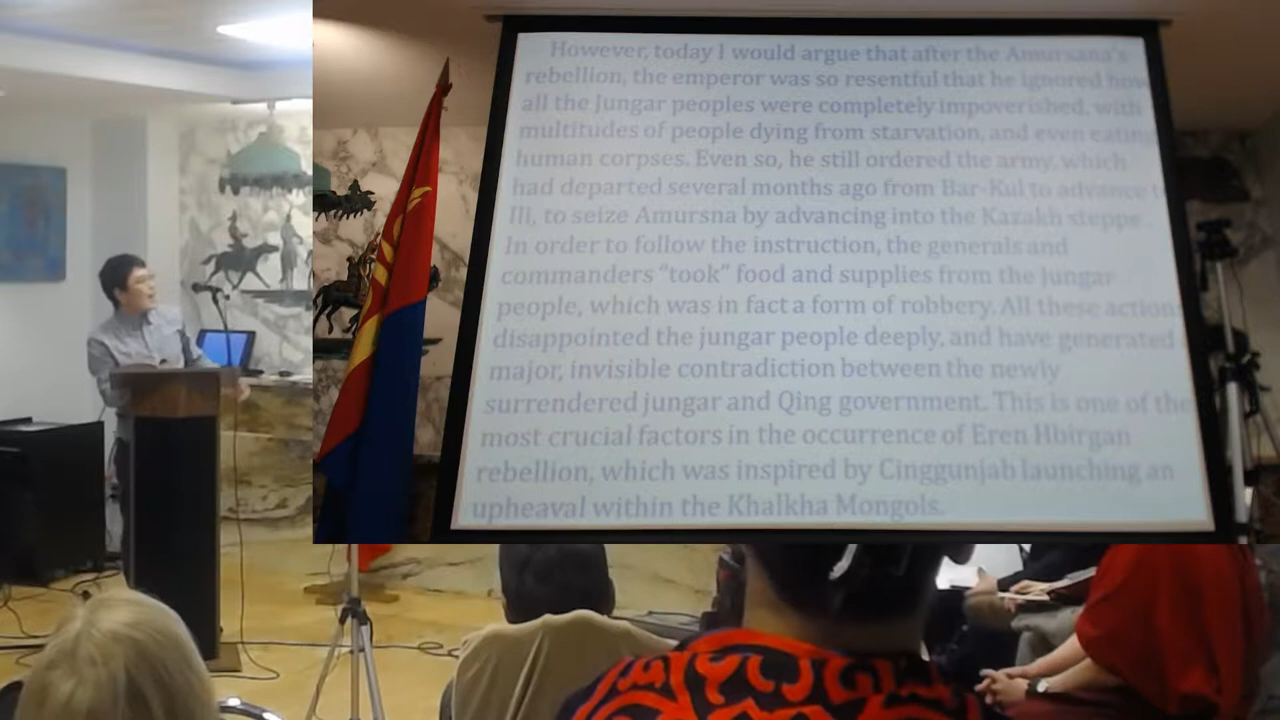 However, today I would argue that after the Amursana's
rebellion, the emperor was so resentful that he ignored how
all the Jungar peoples were completely impoverished, with
multitudes of people dying from starvation, and even eating
human corpses. Even so, he still ordered the army, which
had departed several months ago from Bar-Kul to advance
Ili, to seize Amursna by advancing into the Kazakh steppe.
In order to follow the instruction, the generals and
commanders “took” food and supplies from the Jungar
people, which was in fact a form of robbery. All these action
disappointed the jungar people deeply, and have generated
major, invisible contradiction between the newly
surrendered jungar and Qing government. This is one of the
most crucial factors in the occurrence of Eren Hbirgan
rebellion, which was inspired by Cinggunjab launching an
upheaval within the Khalkha Mongols.